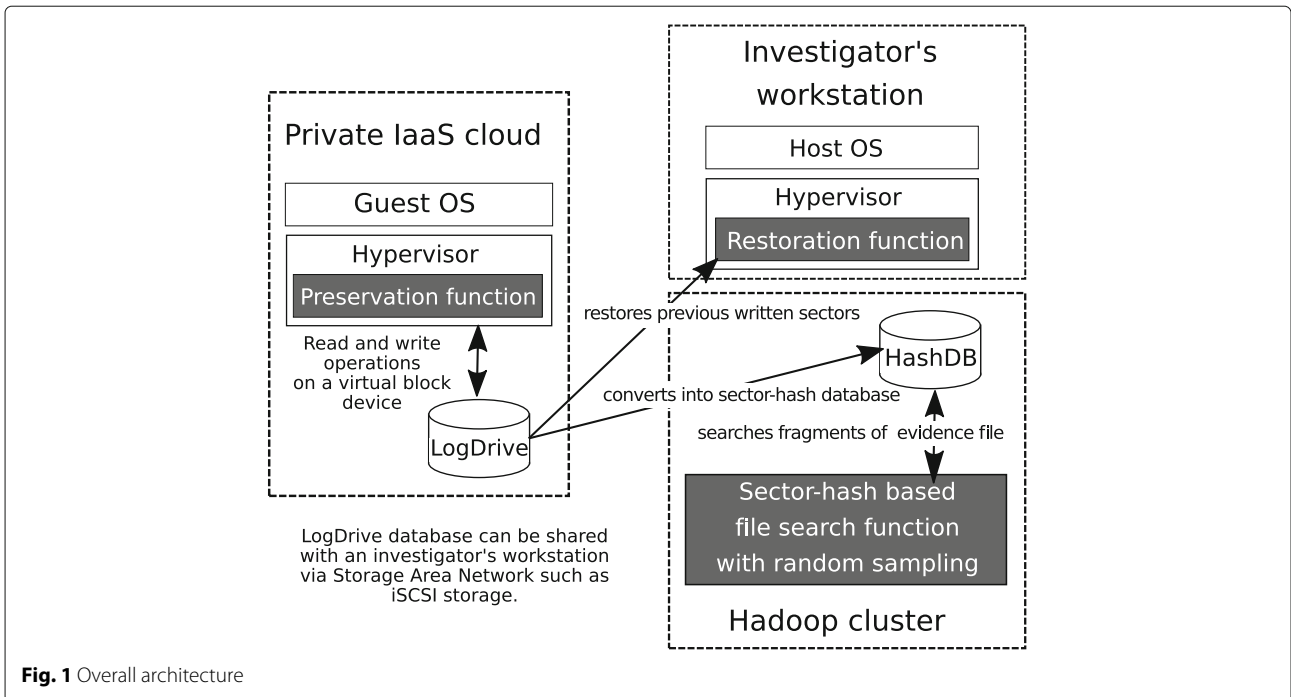 Private IaaS cloud
Guest OS
Hypervisor
Preservation function
Read and write
operations
on a virtual block
device
LogDrive
LogDrive database can be shared
with an investigator's workstation
via Storage Area Network such as
iSCSI storage.
Investigator's
workstation
Host OS
Hypervisor
Restoration function
restores previous written sectors
HashDB
converts into sector-hash database
searches fragments of evidence file
Sector-hash based
file search function
with random sampling
Hadoop cluster
Fig. 1 Overall architecture